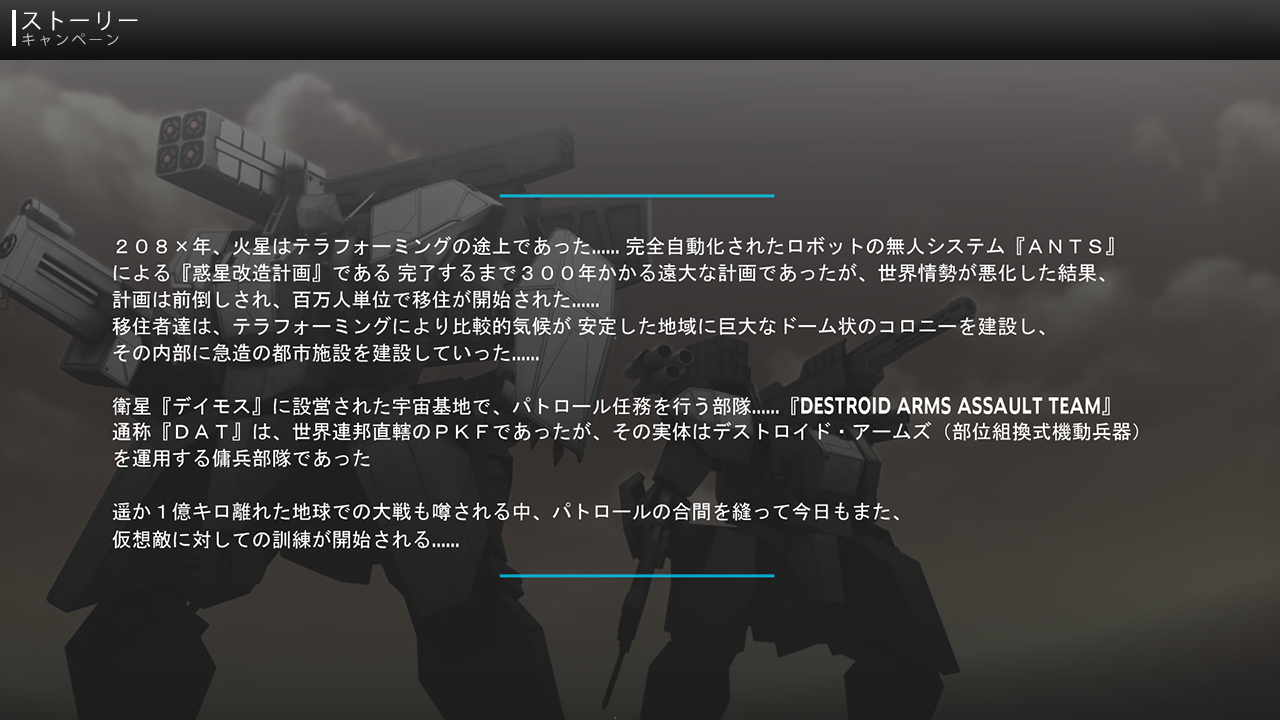 ストーリー
キャンペーン
２０８×年、火星はテラフォーミングの途上であった...... 完全自動化されたロボットの無人システム『ＡＮＴＳ』
による『惑星改造計画』である 完了するまで３００年かかる遠大な計画であったが、世界情勢が悪化した結果、
計画は前倒しされ、百万人単位で移住が開始された......
移住者達は、テラフォーミングにより比較的気候が 安定した地域に巨大なドーム状のコロニーを建設し、
その内部に急造の都市施設を建設していった......
衛星『デイモス』に設営された宇宙基地で、パトロール任務を行う部隊......『DESTROID ARMS ASSAULT TEAM』
通称『ＤＡＴ』は、世界連邦直轄のＰＫＦであったが、その実体はデストロイド・アームズ（部位組換式機動兵器）
を運用する傭兵部隊であった
遥か１億キロ離れた地球での大戦も噂される中、パトロールの合間を縫って今日もまた、
仮想敵に対しての訓練が開始される......